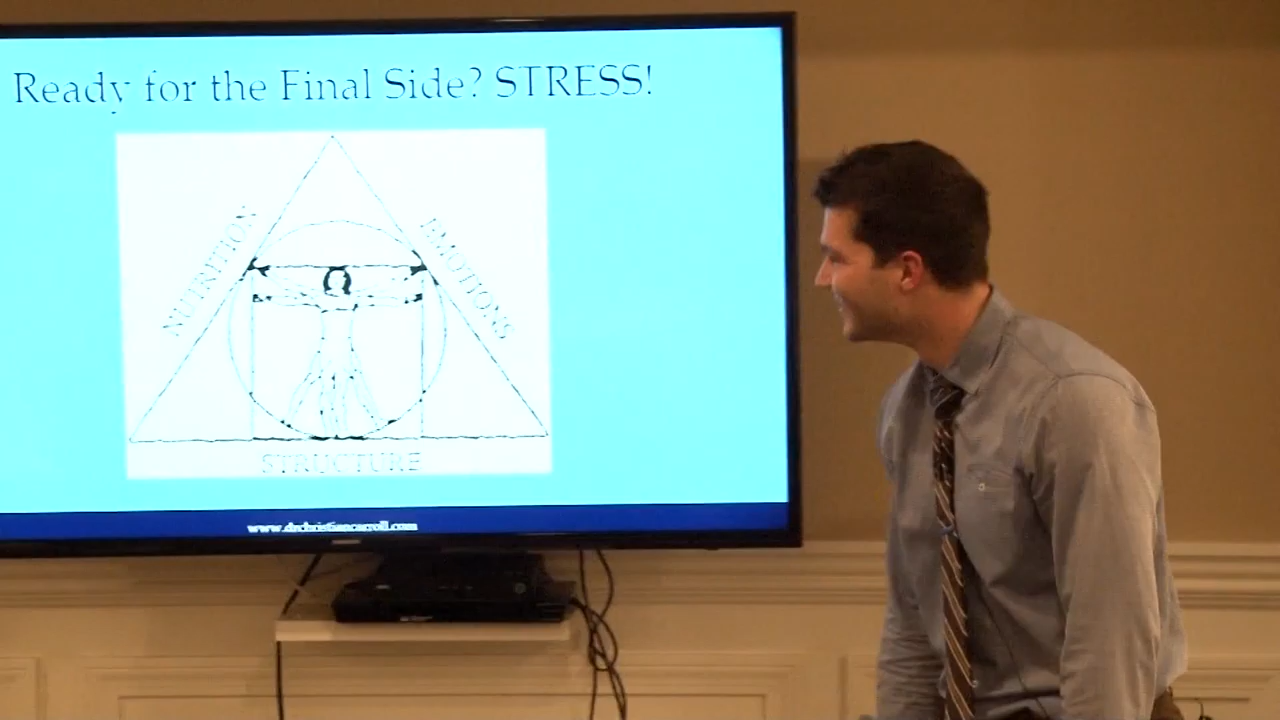 Ready for the Final Side? STRESS!
NUTRITION
EMOTIONS
STRUCTURE
www.drchristiancarroll.com